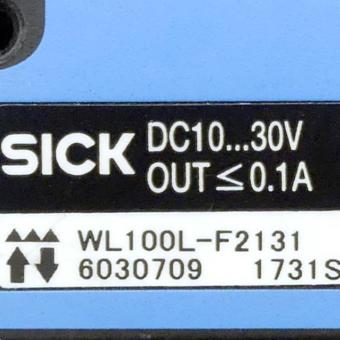 SICK DC10...30V
OUT ≤ 0.1A
WL100L-F2131
6030709 1731S